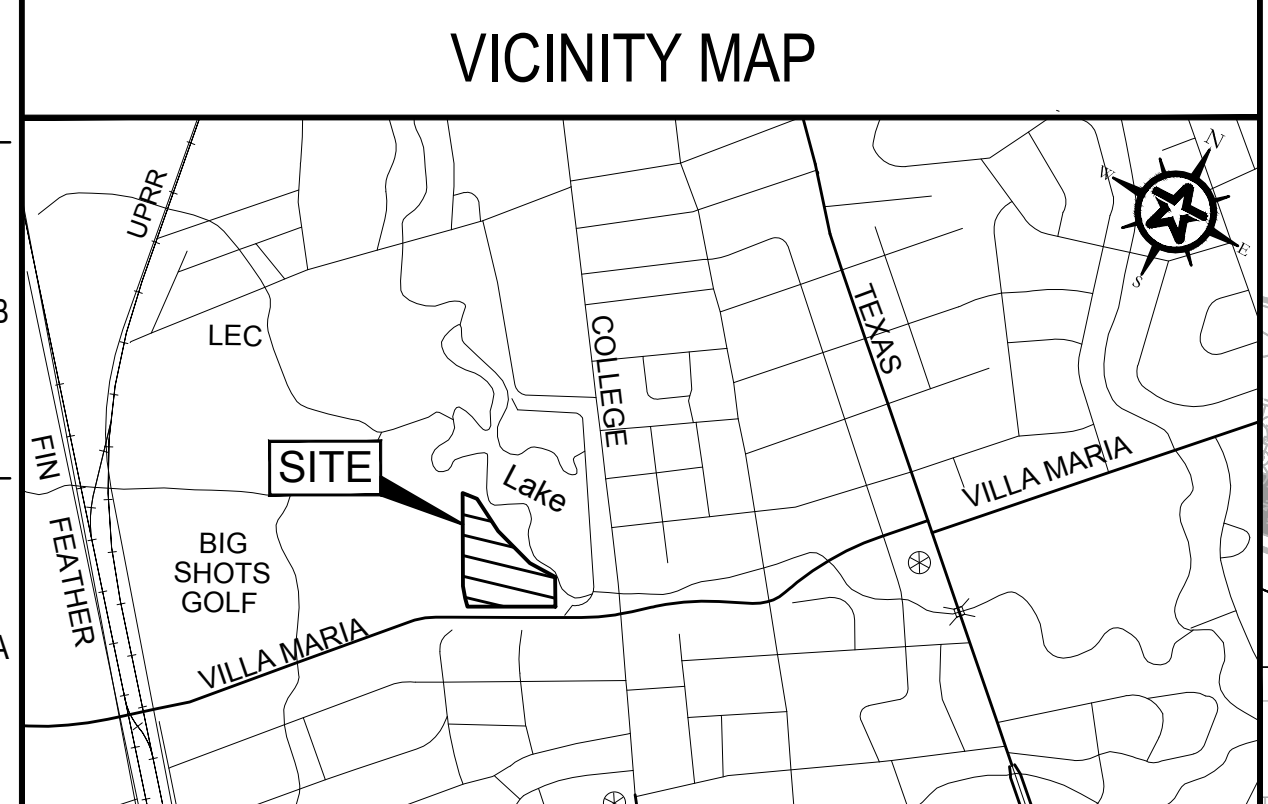 VICINITY MAP
UPRR
N
W
E
S
B
LEC
COLLEGE
TEXAS
FIN
FEATHER
SITE
Lake
VILLA MARIA
BIG
SHOTS
GOLF
VILLA MARIA
A